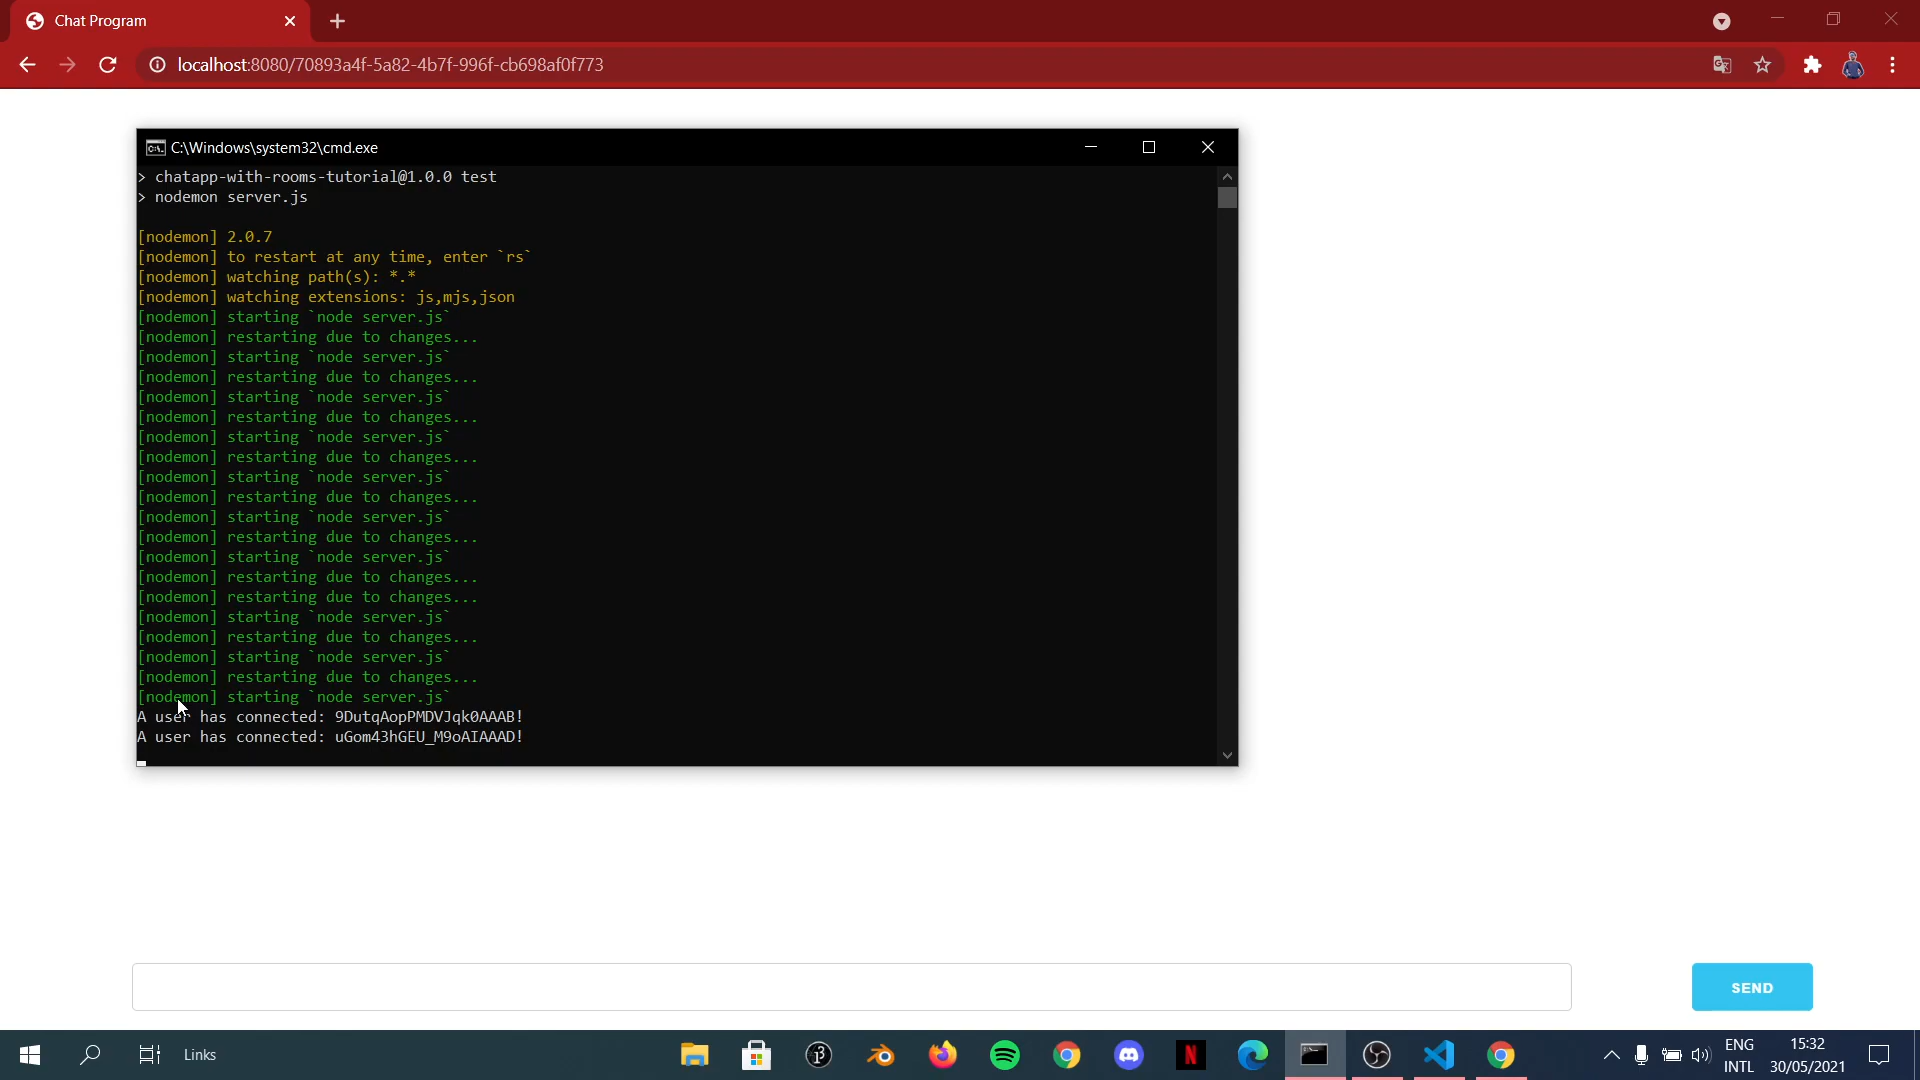 Chat Program
localhost:8080/70893a4f-5a82-4b7f-996f-cb698af0f773
C:\Windows\system32\cmd.exe
> chatapp-with-rooms-tutorial@1.0.0 test
> nodemon server.js
[nodemon] 2.0.7
[nodemon] to restart at any time, enter `rs`
[nodemon] watching path(s): *.*
[nodemon] watching extensions: js,mjs,json
[nodemon] starting `node server.js`
[nodemon] restarting due to changes...
[nodemon] starting `node server.js`
[nodemon] restarting due to changes...
[nodemon] starting `node server.js`
[nodemon] restarting due to changes...
[nodemon] starting `node server.js`
[nodemon] restarting due to changes...
[nodemon] starting `node server.js`
[nodemon] restarting due to changes...
[nodemon] starting `node server.js`
[nodemon] restarting due to changes...
[nodemon] starting `node server.js`
[nodemon] restarting due to changes...
[nodemon] restarting due to changes...
[nodemon] starting `node server.js`
[nodemon] restarting due to changes...
[nodemon] starting `node server.js`
[nodemon] restarting due to changes...
[nodemon] starting `node server.js`
A user has connected: 9DutqAopPMDVJqk0AAAB!
A user has connected: uGom43hGEU_M9oAIAAAD!
SEND
Links
ENG
INTL
15:32
30/05/2021